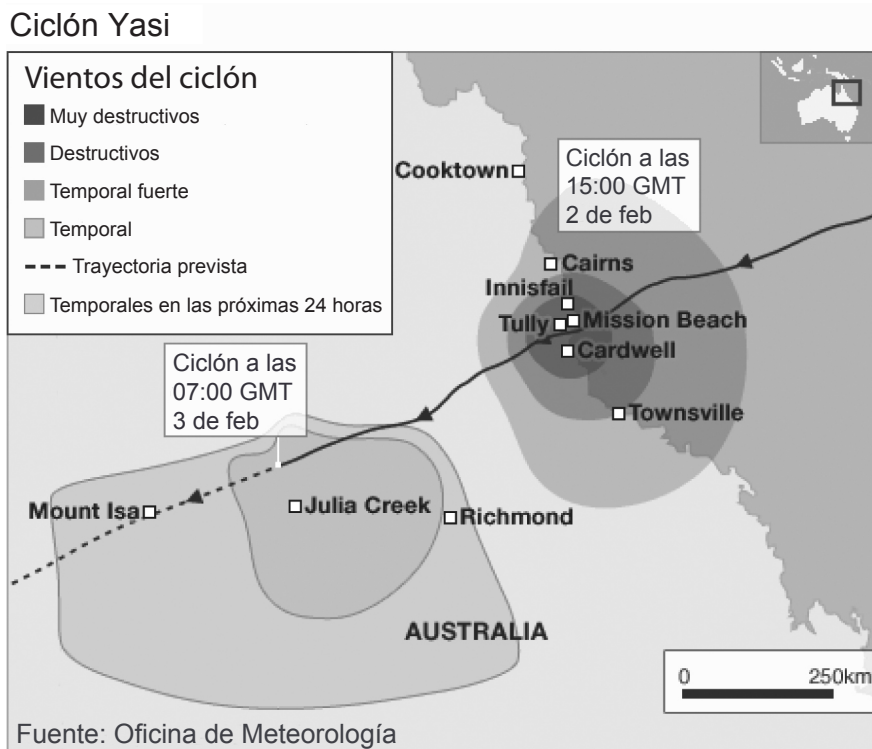 Ciclón Yasi
Vientos del ciclón
Muy destructivos
Destructivos
Temporal fuerte
Temporal
Trayectoria prevista
Temporales en las próximas 24 horas
Cooktown
Ciclón a las
15:00 GMT
2 de feb
Cairns
Innisfail
Tully
Mission Beach
Cardwell
Townsville
Ciclón a las
07:00 GMT
3 de feb
Mount Isa
Julia Creek
Richmond
AUSTRALIA
0 250km
Fuente: Oficina de Meteorología